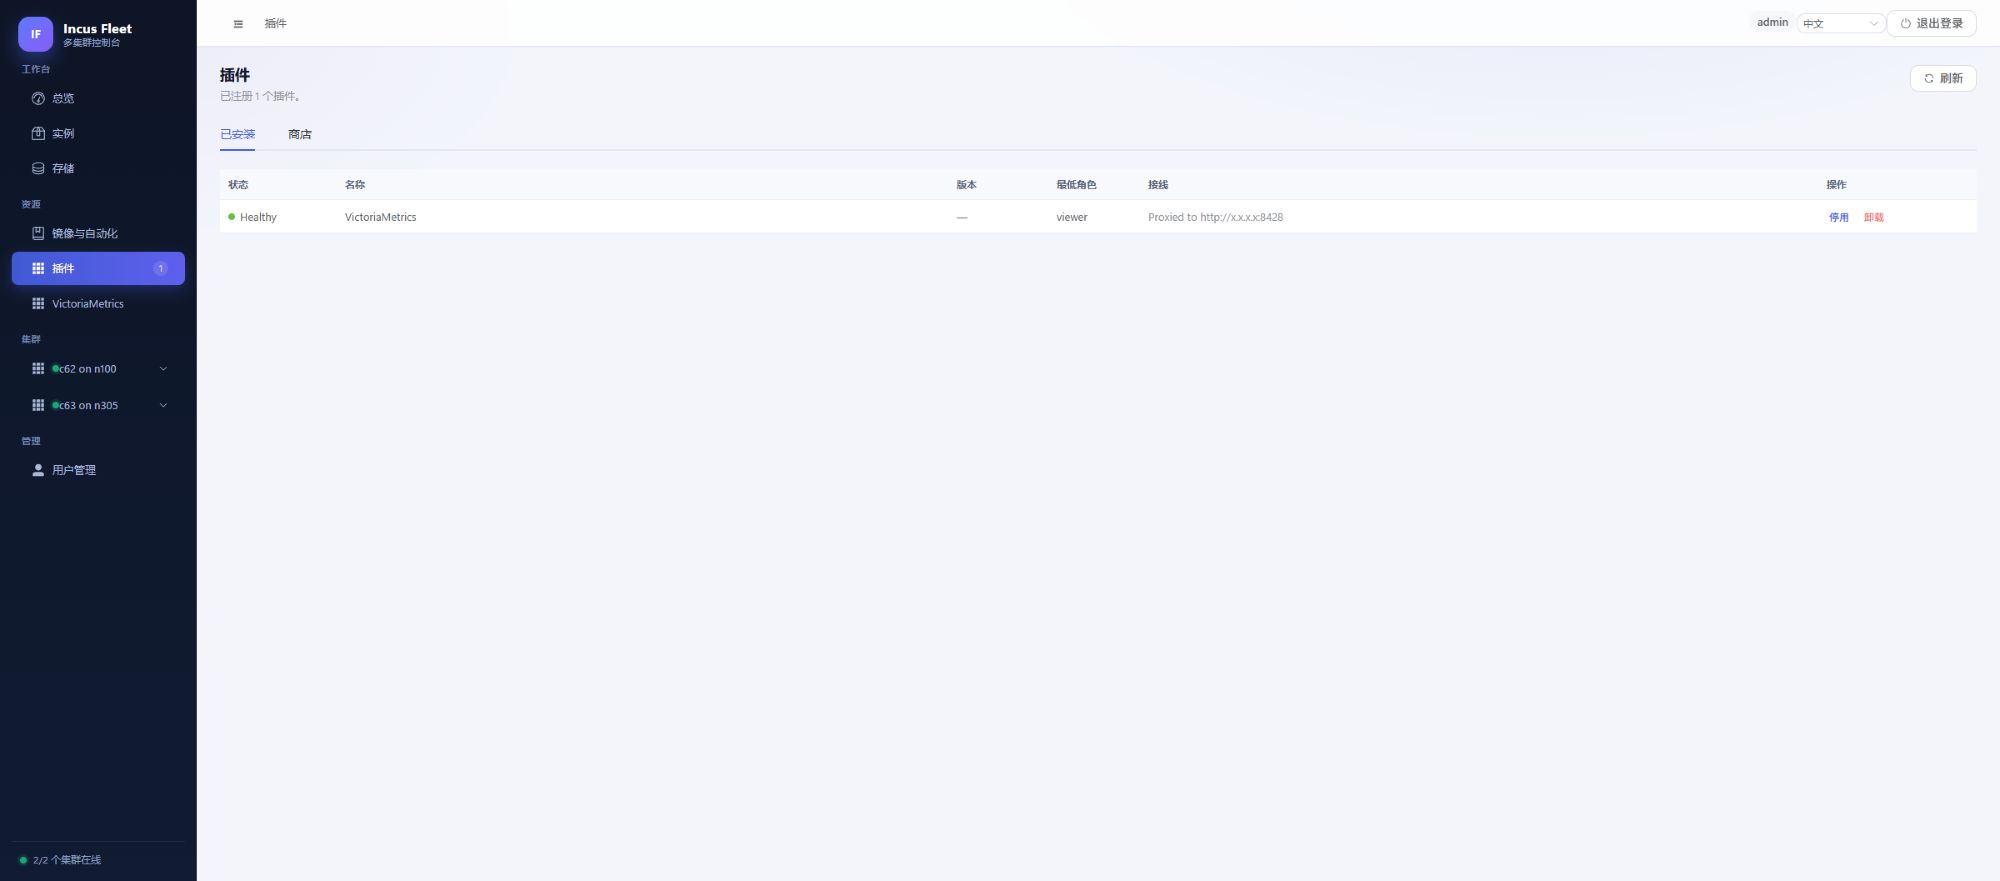 IF
Incus Fleet
多集群控制台
工作台
总览
实例
存储
资源
镜像与自动化
插件 1
VictoriaMetrics
集群
c62 on n100
c63 on n305
管理
用户管理
2/2 个集群在线
插件
admin 中文 退出登录
插件
已注册 1 个插件。
刷新
已安装 商店
状态 名称 版本 最低角色 接线 操作
Healthy VictoriaMetrics — viewer Proxied to http://x.x.x.x:8428 停用 卸载